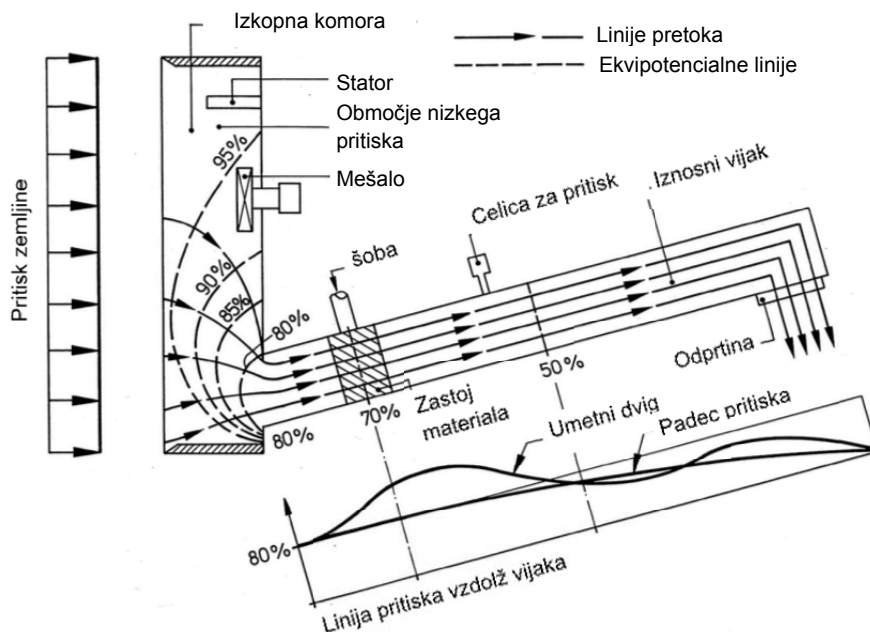 Izkopna komora
Linije pretoka
Ekvipotencialne linije
Stator
Območje nizkega
pritiska
95%
Mešalo
Pritisk zemljine
90%
85%
80%
šoba
Celica za pritisk
Iznosni vijak
Odprtina
80%
70%
Zastoj
materiala
50%
Umetni dvig
Padec pritiska
80%
Linija pritiska vzdolž vijaka